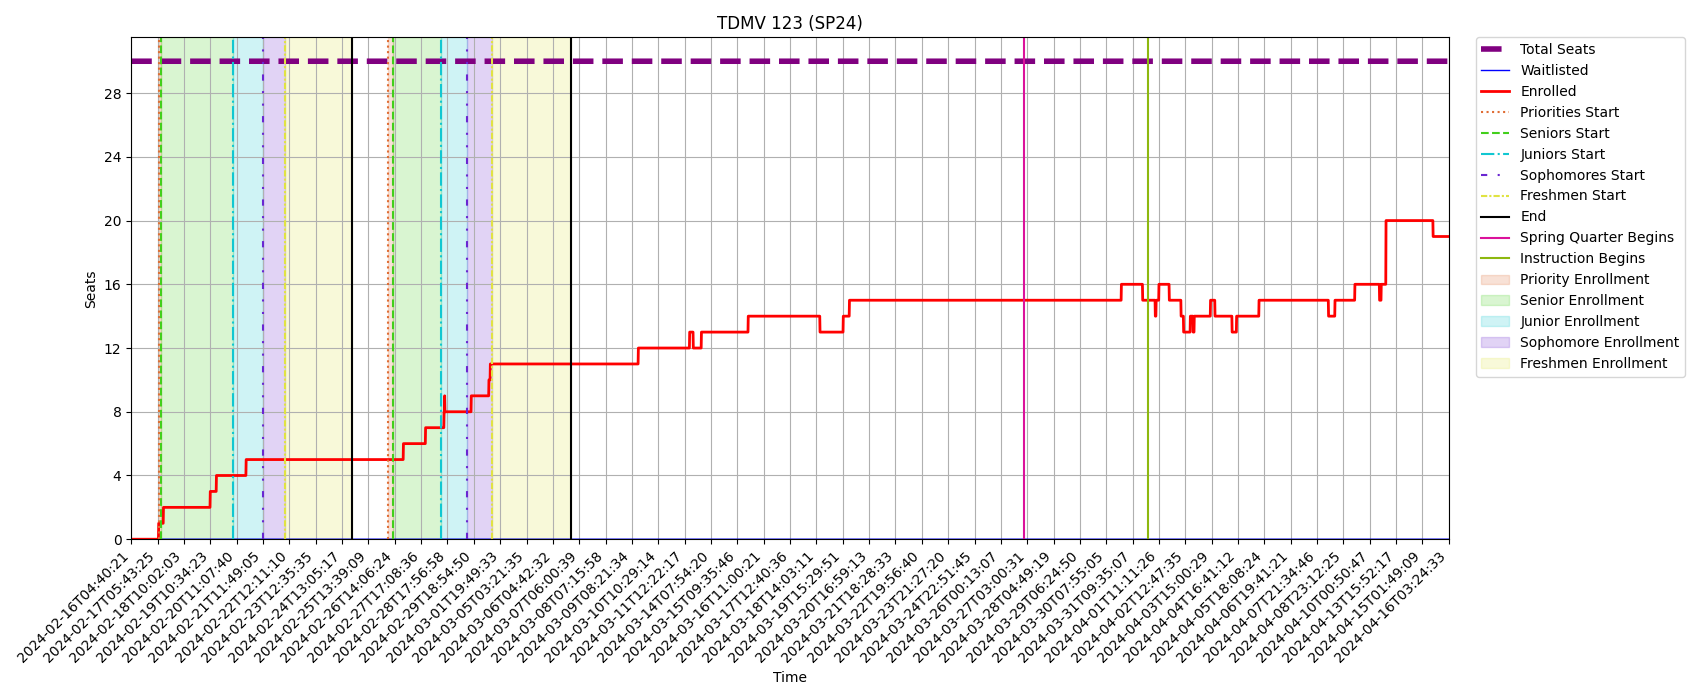 TDMV 123 (SP24)
Seats
28
24
20
16
12
8
4
0
2024-02-16T04:40:21
2024-02-17T05:43:25
2024-02-18T10:02:03
2024-02-19T10:34:23
2024-02-20T11:07:40
2024-02-21T11:49:05
2024-02-22T12:11:10
2024-02-23T12:35:35
2024-02-24T13:05:17
2024-02-25T13:39:09
2024-02-26T14:06:24
2024-02-27T17:08:36
2024-02-28T17:56:58
2024-02-29T18:54:50
2024-03-01T19:49:33
2024-03-05T03:21:35
2024-03-06T04:42:32
2024-03-07T06:00:39
2024-03-08T07:15:58
2024-03-09T08:21:34
2024-03-10T10:29:14
2024-03-11T12:22:17
2024-03-14T07:54:20
2024-03-15T09:35:46
2024-03-16T11:00:21
2024-03-17T12:40:36
2024-03-18T14:03:11
2024-03-19T15:29:51
2024-03-20T16:59:13
2024-03-21T18:28:33
2024-03-22T19:56:40
2024-03-23T21:27:20
2024-03-24T22:51:45
2024-03-26T00:13:07
2024-03-27T03:00:31
2024-03-28T04:49:19
2024-03-29T06:24:50
2024-03-30T07:55:05
2024-03-31T09:35:07
2024-04-01T11:11:26
2024-04-02T12:47:35
2024-04-03T15:00:29
2024-04-04T16:41:12
2024-04-05T18:08:24
2024-04-06T19:41:21
2024-04-07T21:34:46
2024-04-08T23:12:25
2024-04-10T00:50:47
2024-04-13T15:52:17
2024-04-15T01:49:09
2024-04-16T03:24:33
Time
Total Seats
Waitlisted
Enrolled
Priorities Start
Seniors Start
Juniors Start
Sophomores Start
Freshmen Start
End
Spring Quarter Begins
Instruction Begins
Priority Enrollment
Senior Enrollment
Junior Enrollment
Sophomore Enrollment
Freshmen Enrollment